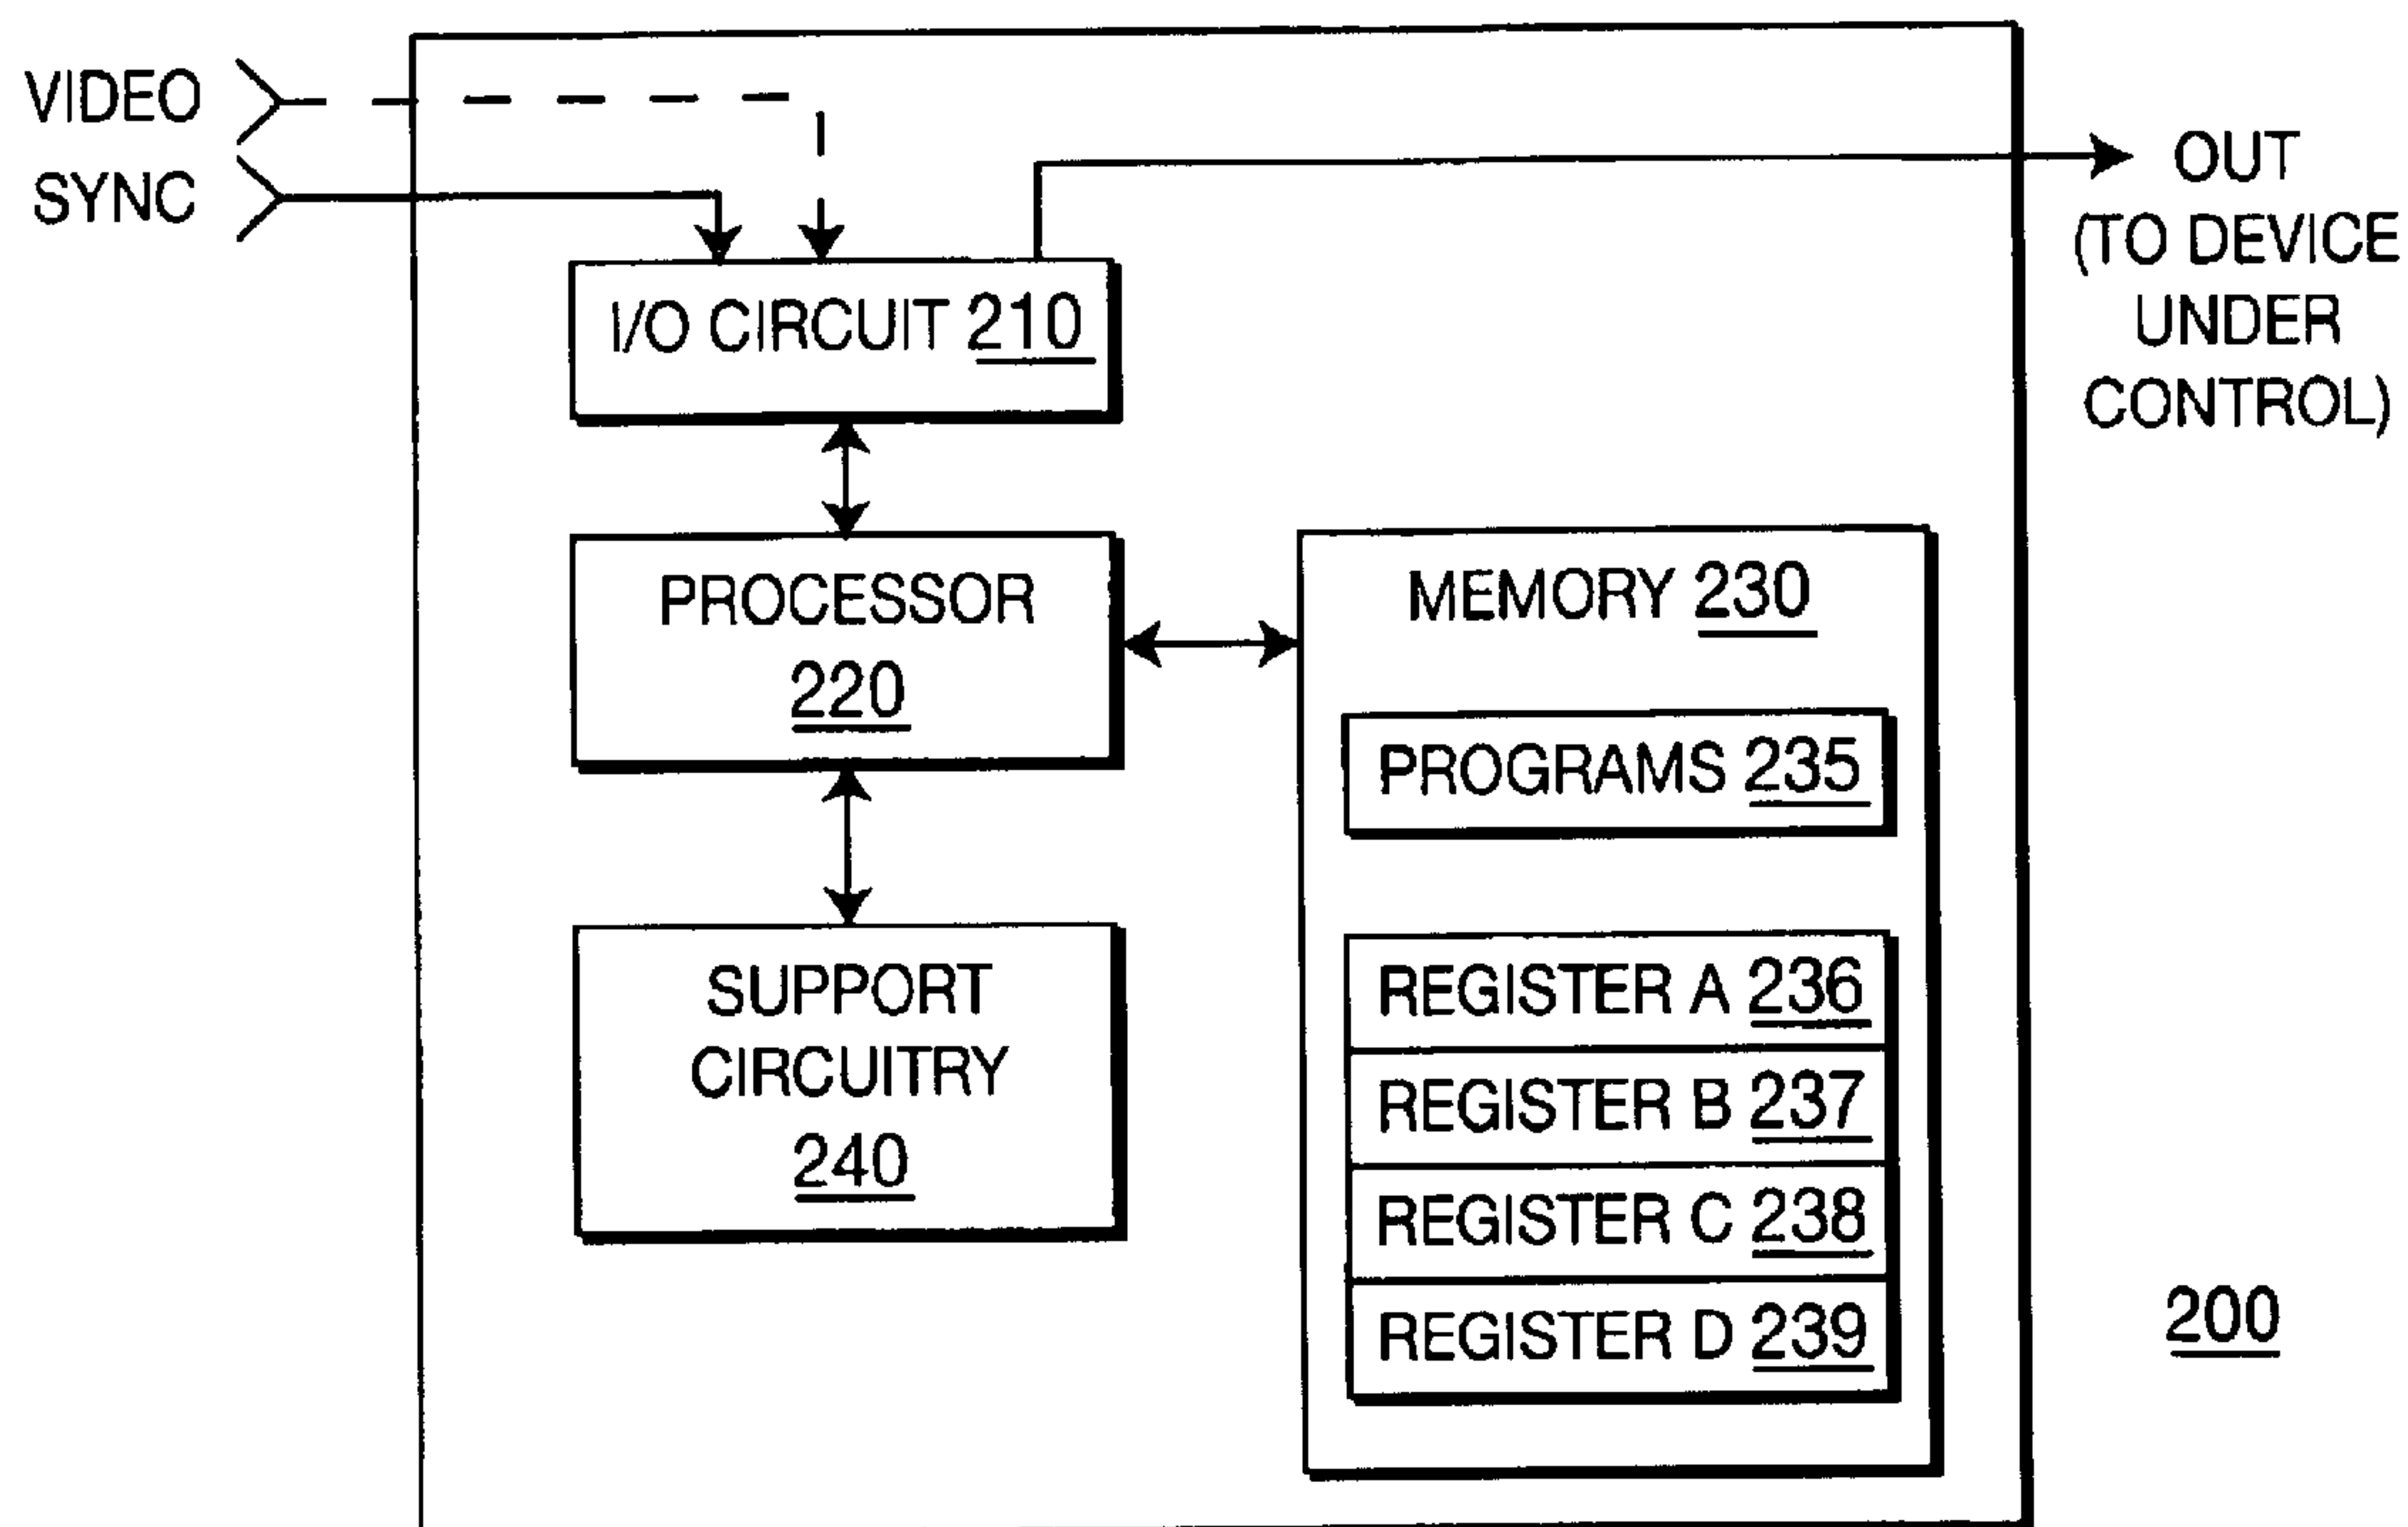 VIDEO
SYNC
OUT
(TO DEVICE
UNDER
CONTROL)
I/O CIRCUIT 210
PROCESSOR
220
MEMORY 230
PROGRAMS 235
SUPPORT
CIRCUITRY
240
REGISTER A 236
REGISTER B 237
REGISTER C 238
REGISTER D 239
200